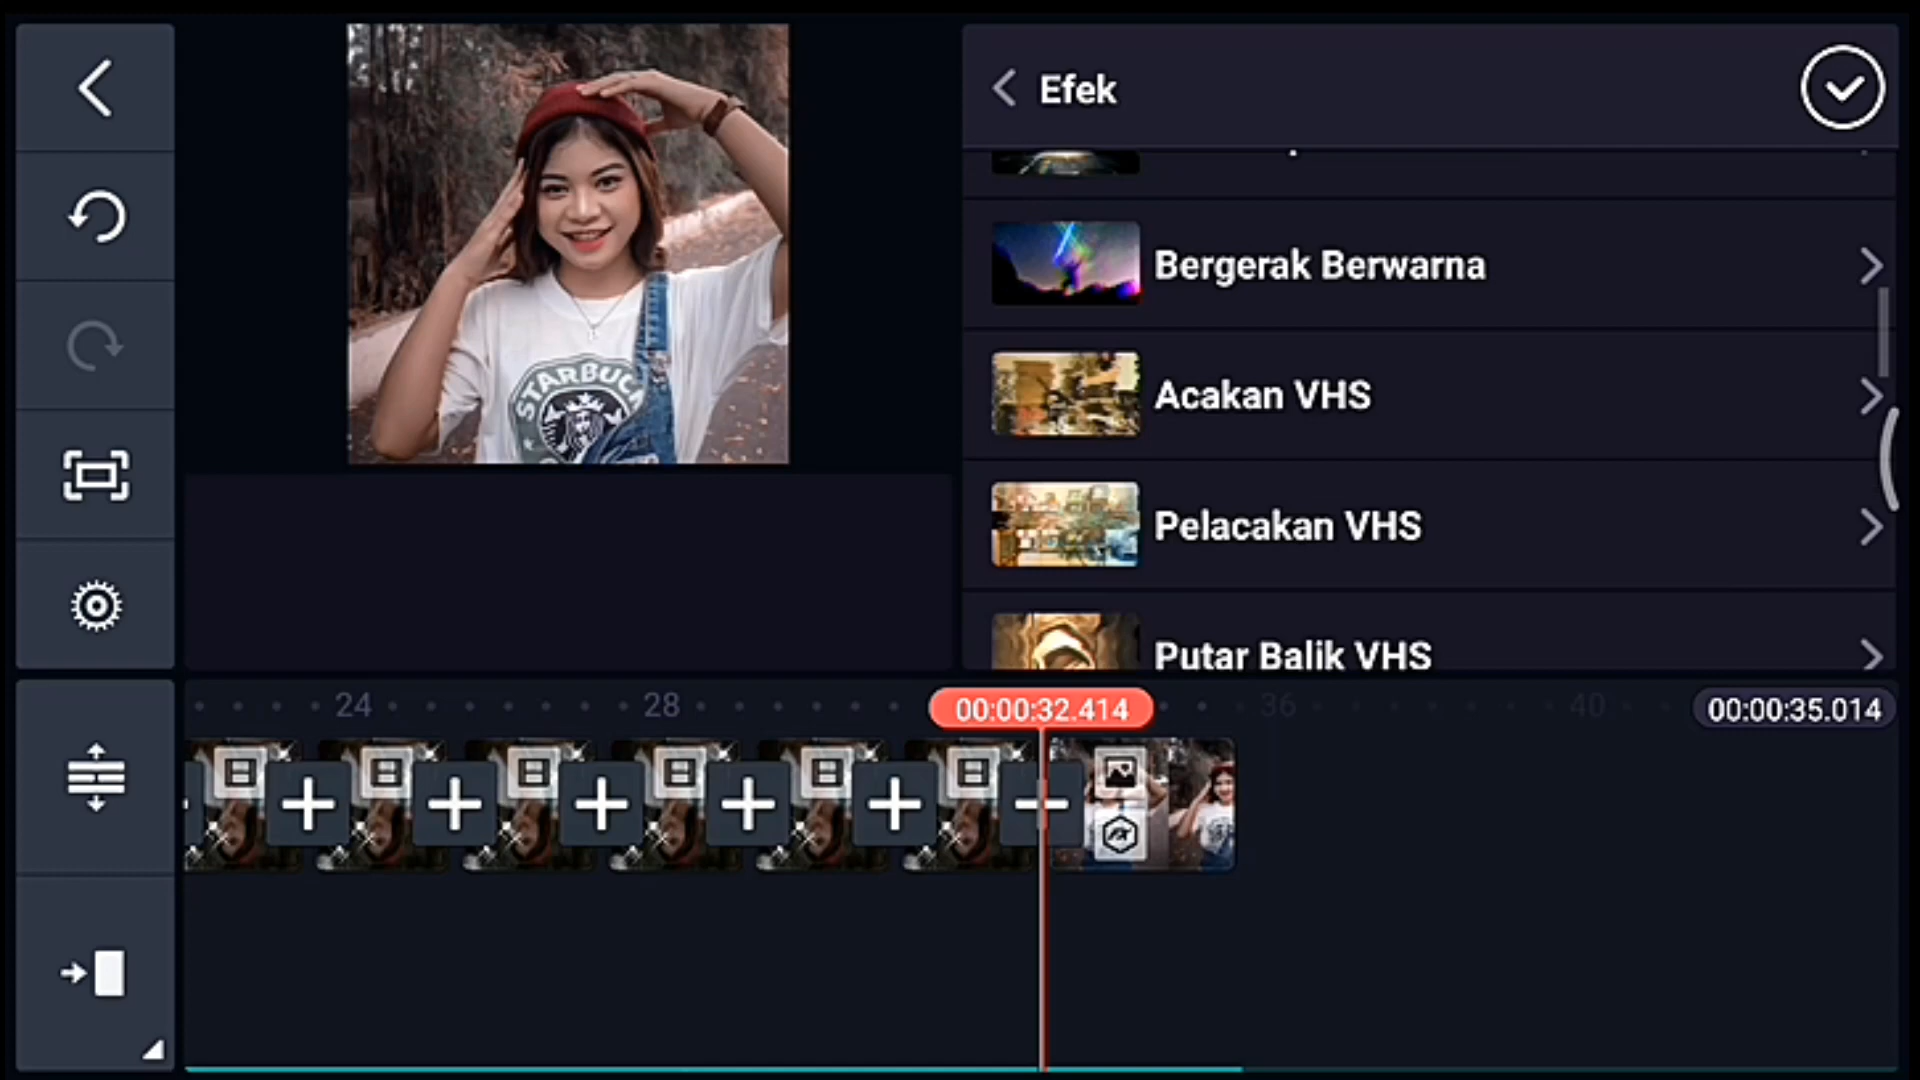 Efek
Bergerak Berwarna
Acakan VHS
Pelacakan VHS
Putar Balik VHS
STARBUC
24
28
00:00:32.414
36
40
00:00:35.014